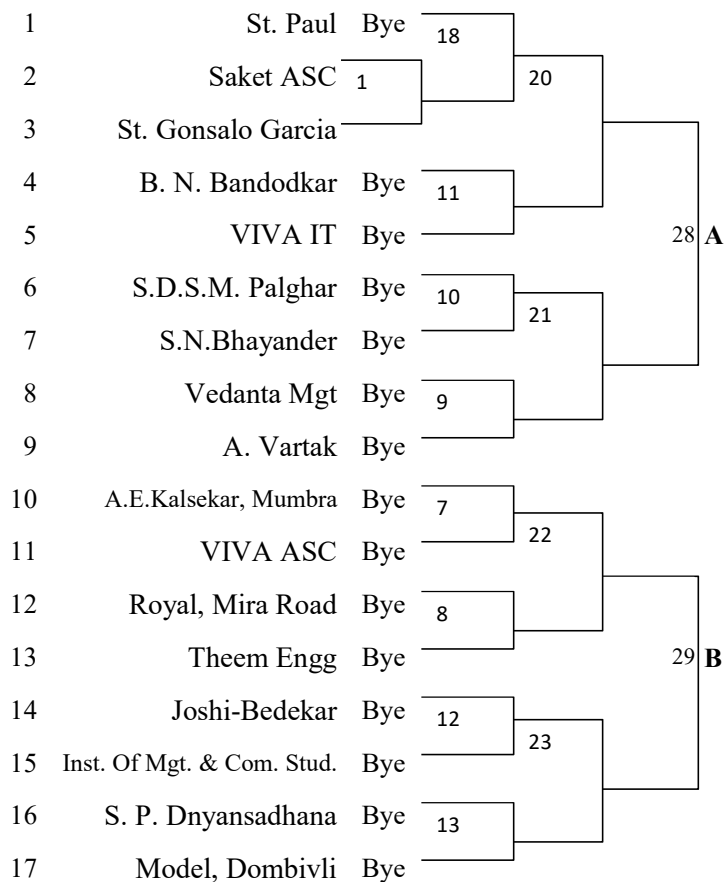 1 St. Paul Bye 18
2 Saket ASC 1 20
3 St. Gonsalo Garcia
4 B. N. Bandodkar Bye 11
5 VIVA IT Bye 28 A
6 S.D.S.M. Palghar Bye 10 21
7 S.N.Bhayander Bye
8 Vedanta Mgt Bye 9
9 A. Vartak Bye
10 A.E.Kalsekar, Mumbra Bye 7
11 VIVA ASC Bye 22
12 Royal, Mira Road Bye 8
13 Theem Engg Bye 29 B
14 Joshi-Bedekar Bye 12 23
15 Inst. Of Mgt. & Com. Stud. Bye
16 S. P. Dnyansadhana Bye 13
17 Model, Dombivli Bye